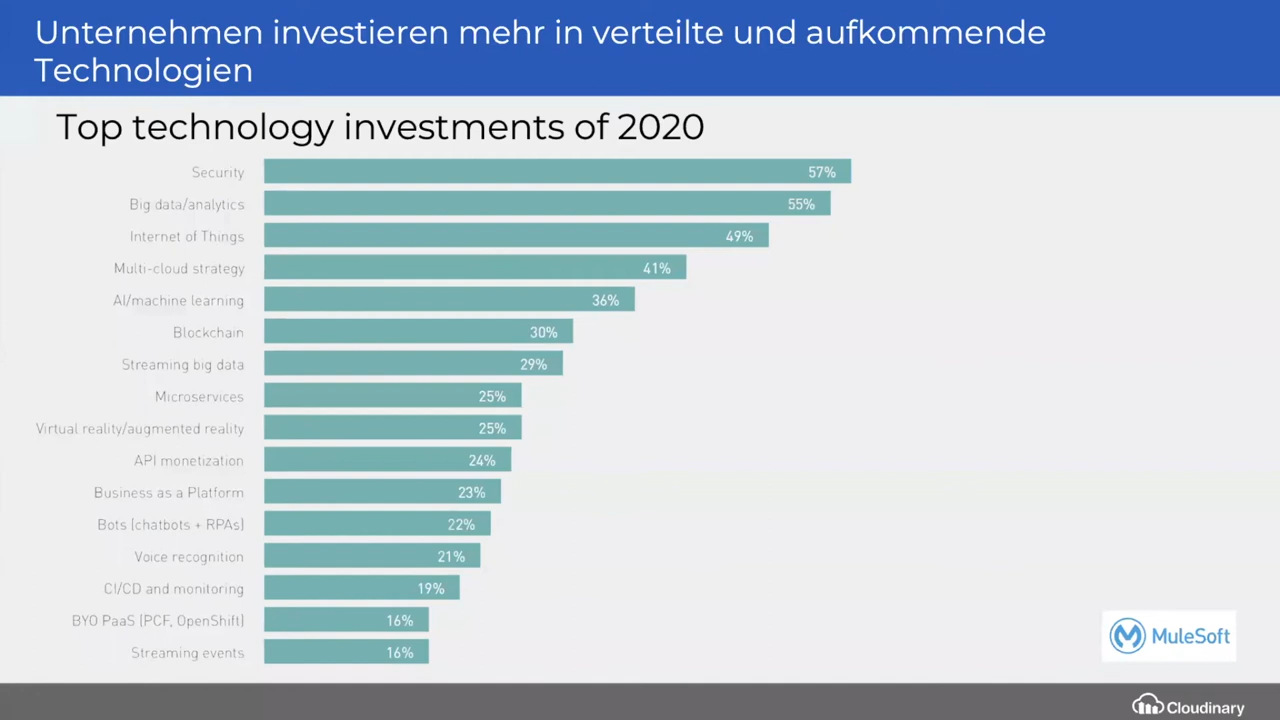 Unternehmen investieren mehr in verteilte und aufkommende
Technologien
Top technology investments of 2020
Security 57%
Big data/analytics 55%
Internet of Things 49%
Multi-cloud strategy 41%
AI/machine learning 36%
Blockchain 30%
Streaming big data 29%
Microservices 25%
Virtual reality/augmented reality 25%
API monetization 24%
Business as a Platform 23%
Bots (chatbots + RPAs) 22%
Voice recognition 21%
CI/CD and monitoring 19%
BYO PaaS (PCF, OpenShift) 16%
Streaming events 16%
MuleSoft
Cloudinary